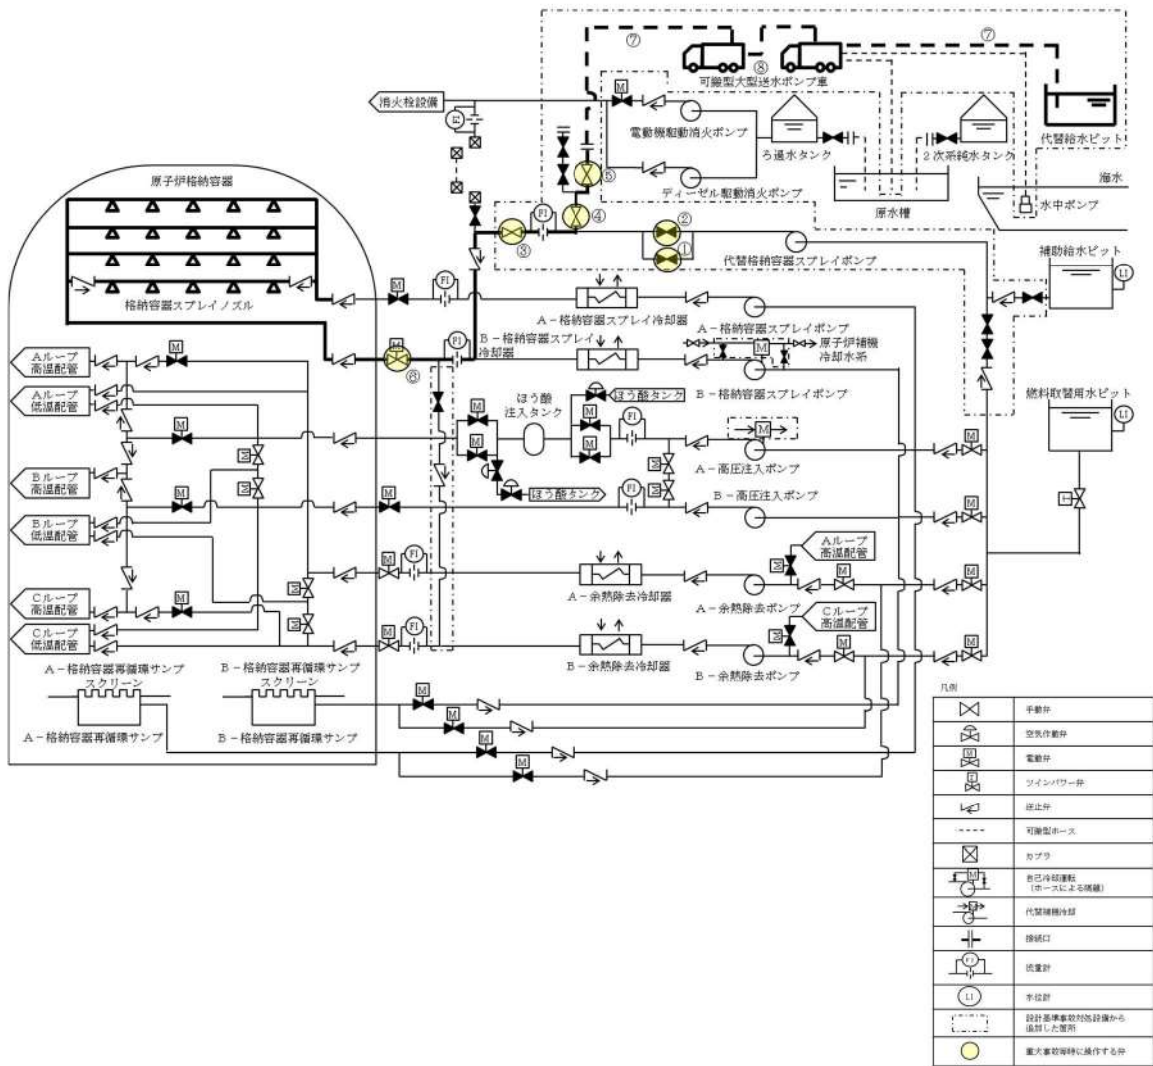 ⑦
⑦
⑧
可搬型大型送水ポンプ車
消火栓設備
FI
M
電動機駆動消火ポンプ
ろ過水タンク
2次系純水タンク
代替給水ピット
⑤
ディーゼル駆動消火ポンプ
原水槽
海水
水中ポンプ
原子炉格納容器
④
FI
③
②
①
代替格納容器スプレイポンプ
補助給水ピット
LI
格納容器スプレイノズル
M
FI
A-格納容器スプレイ冷却器
A-格納容器スプレイポンプ
B-格納容器スプレイ
冷却器
M
原子炉補機
冷却水系
M
⑥
B-格納容器スプレイポンプ
Aループ
高温配管
M
Aループ
低温配管
ほう酸
注入タンク
ほう酸タンク
燃料取替用水ピット
LI
M
M
M
M
M
FI
M
M
A-高圧注入ポンプ
M
M
Bループ
高温配管
M
ほう酸タンク
M
M
M
FI
B-高圧注入ポンプ
M
T
Bループ
低温配管
Aループ
高温配管
M
FI
M
M
M
A-余熱除去冷却器
A-余熱除去ポンプ
M
Cループ
高温配管
M
M
Cループ
高温配管
Cループ
低温配管
M
FI
M
M
M
B-余熱除去冷却器
B-余熱除去ポンプ
A-格納容器再循環サンプ
スクリーン
B-格納容器再循環サンプ
スクリーン
M
M
A-格納容器再循環サンプ
B-格納容器再循環サンプ
M
M
凡例
手動弁
空気作動弁
M
電動弁
T
ツインパワー弁
逆止弁
可搬型ホース
カプラ
M
自己冷却運転
(ホースによる隔離)
M
代替補機冷却
接続口
FI
流量計
LI
水位計
設計基準事故対処設備から
追加した箇所
重大事故等時に操作する弁